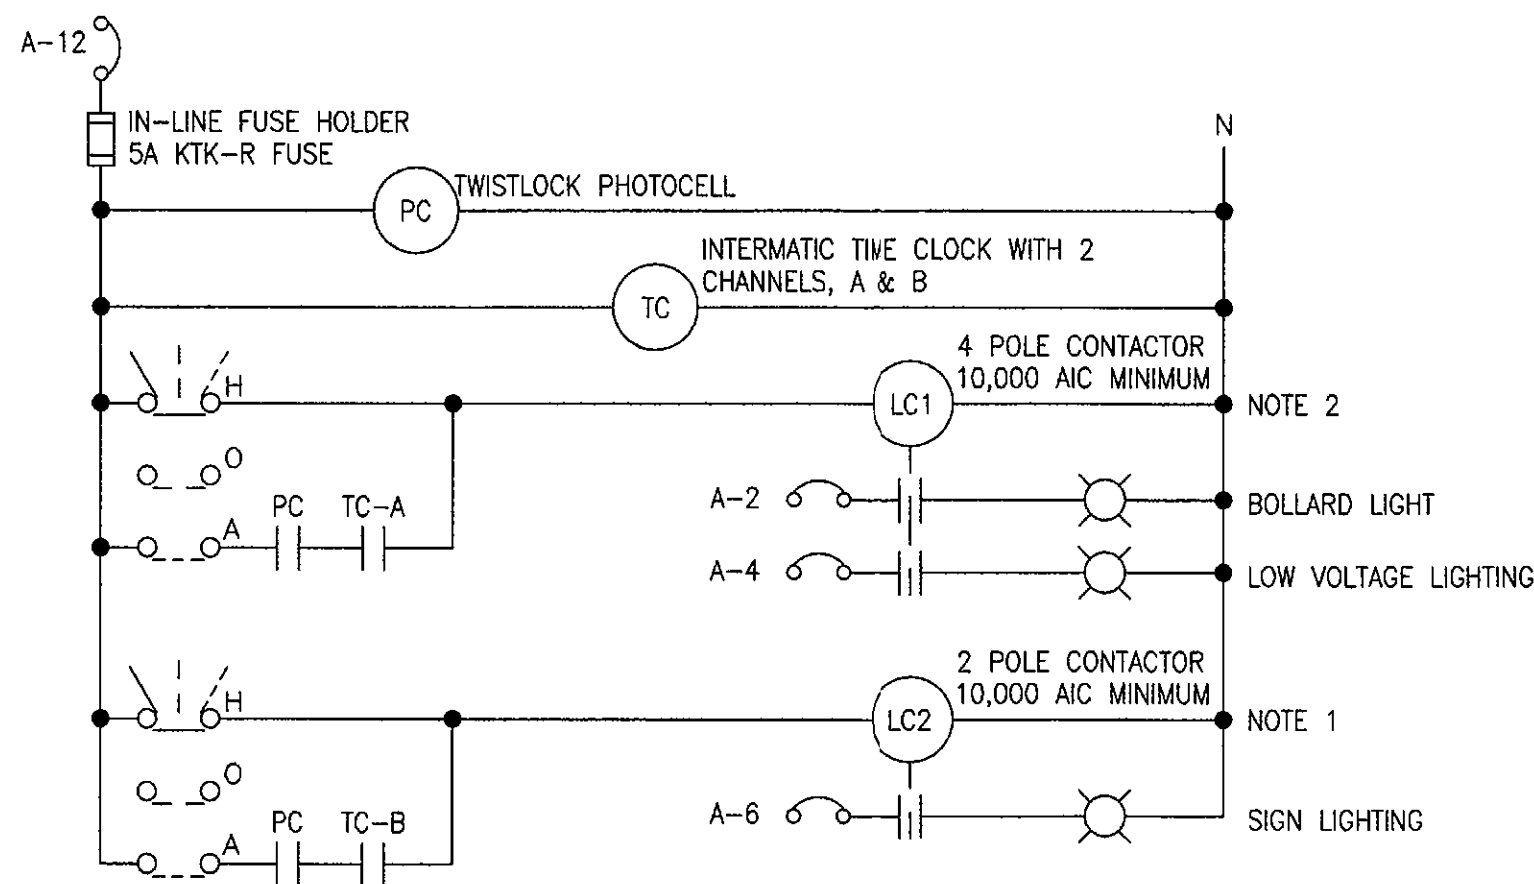 A-12
IN-LINE FUSE HOLDER
5A KTK-R FUSE
N
PC
TWISTLOCK PHOTOCELL
INTERMATIC TIME CLOCK WITH 2
CHANNELS, A & B
TC
4 POLE CONTACTOR
10,000 AIC MINIMUM
H
LC1
NOTE 2
O
A-2
BOLLARD LIGHT
A
PC
TC-A
A-4
LOW VOLTAGE LIGHTING
2 POLE CONTACTOR
10,000 AIC MINIMUM
H
LC2
NOTE 1
O
A-6
SIGN LIGHTING
A
PC
TC-B